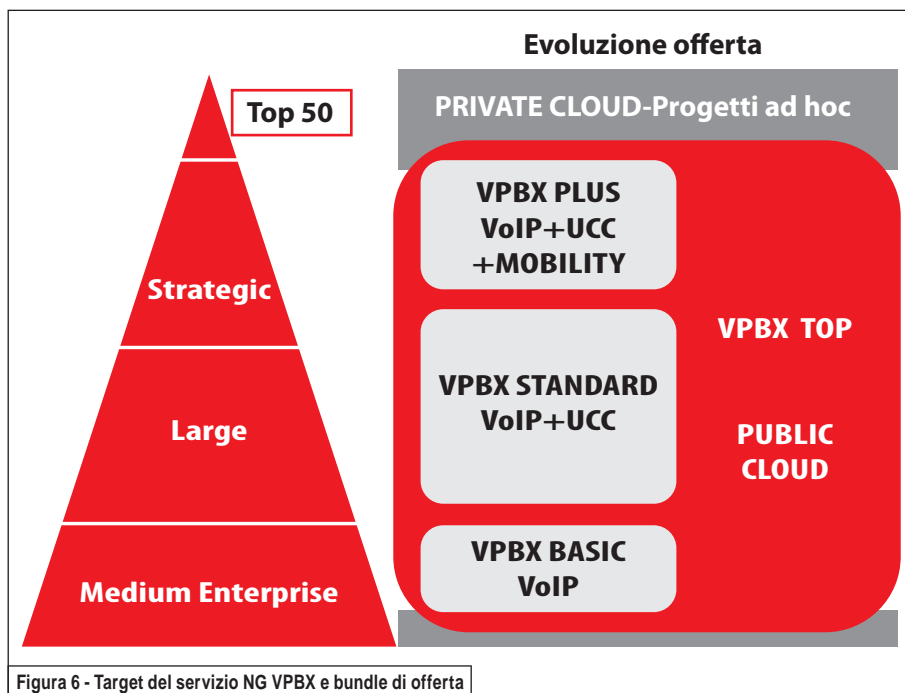 Evoluzione offerta
Top 50
PRIVATE CLOUD-Progetti ad hoc
Strategic
Large
Medium Enterprise
VPBX PLUS
VoIP+UCC
+MOBILITY
VPBX STANDARD
VoIP+UCC
VPBX BASIC
VoIP
VPBX TOP
PUBLIC
CLOUD
Figura 6 - Target del servizio NG VPBX e bundle di offerta